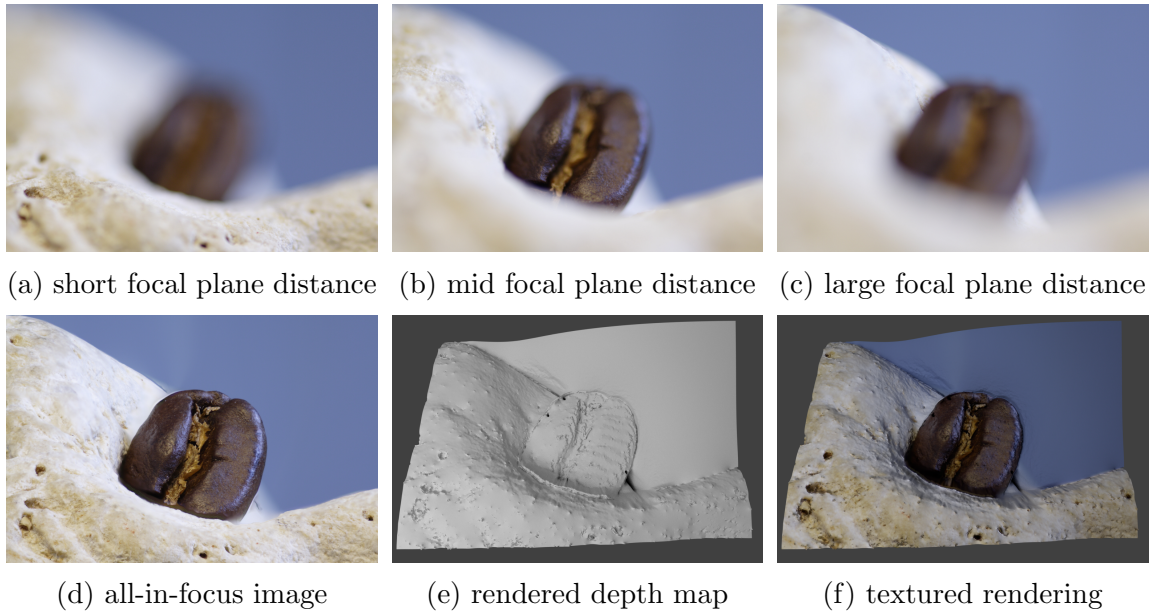 (a) short focal plane distance
(b) mid focal plane distance
(c) large focal plane distance
(d) all-in-focus image
(e) rendered depth map
(f) textured rendering